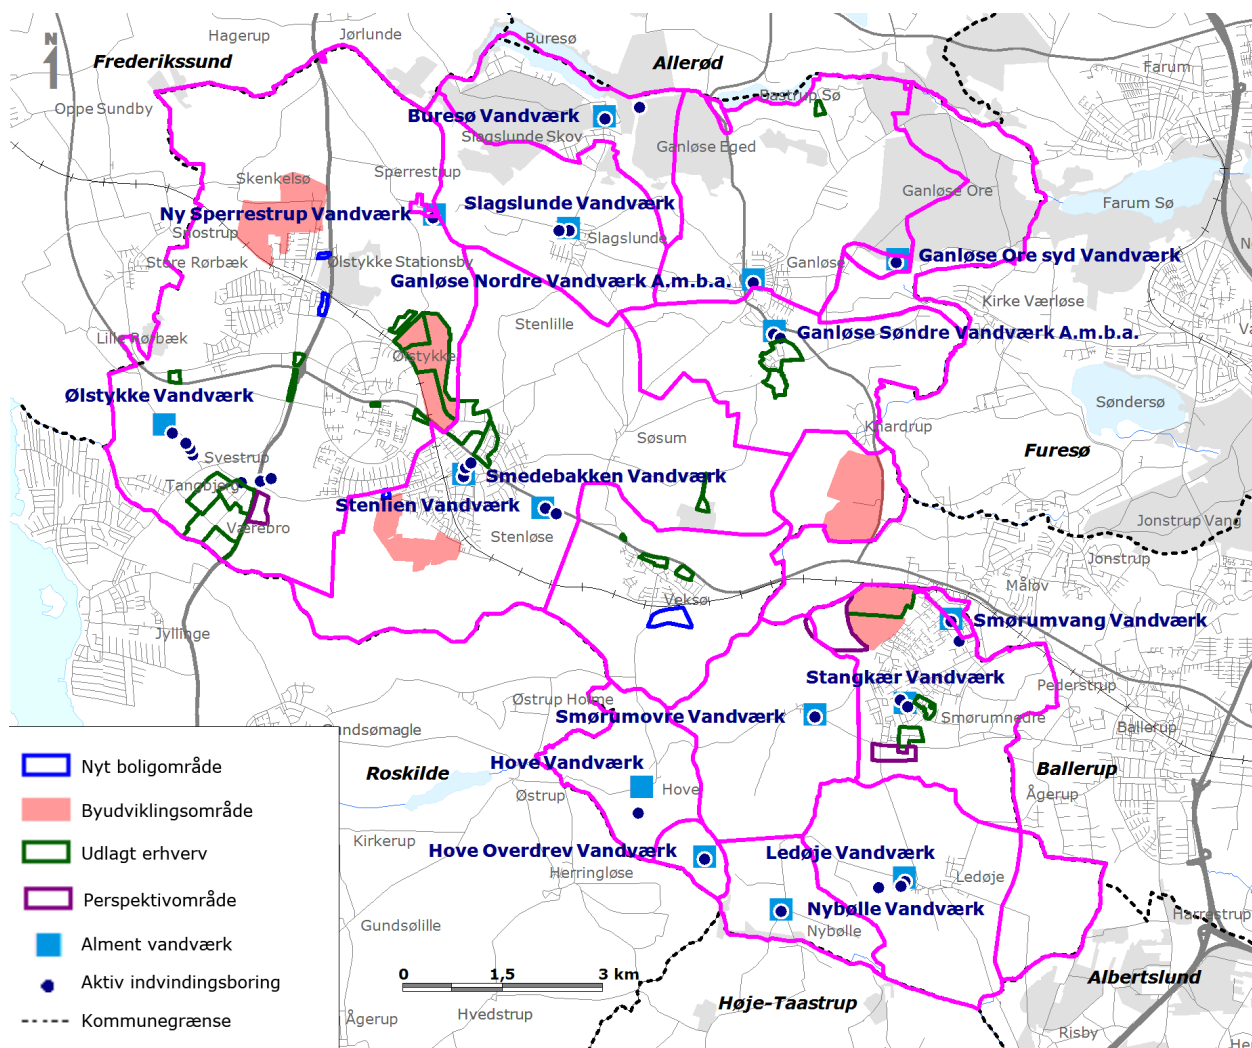 Hagerup
Jørlunde
Buresø
N
Frederikssund
Allerød
Farum
Oppe Sundby
Bastrup Sø
Buresø Vandværk
Slagslunde Skov
Ganløse Eged
Skenkelsø
Sperrestrup
Ganløse Ore
Farum Sø
Ny Sperrestrup Vandværk
Slagslunde Vandværk
Snostrup
Slagslunde
Store Rørbæk
Ølstykke Stationsby
Ganløse
Ganløse Ore syd Vandværk
Ganløse Nordre Vandværk A.m.b.a.
Kirke Værløse
Stenlille
Lille Rørbæk
Ganløse Søndre Vandværk A.m.b.a.
Ølstykke
Ølstykke Vandværk
Søndersø
Knardrup
Søsum
Furesø
Svestrup
Smedebakken Vandværk
Tangbjerg
Stenlien Vandværk
Værebro
Stenløse
Jonstrup Vang
Jonstrup
Måløv
Veksø
Jyllinge
Smørumvang Vandværk
Stangkær Vandværk
Pederstrup
Østrup Holme
Smørumovre Vandværk
Smørumnedre
Ballerup
Hove Vandværk
Roskilde
Ballerup
Østrup
Hove
Ågerup
Kirkerup
Hove Overdrev Vandværk
Ledøje Vandværk
Herringløse
Ledøje
Nybølle Vandværk
Gundsølille
Nybølle
Harrestrup
Albertslund
Høje-Taastrup
Hvedstrup
Ågerup
Risby
0 1,5 3 km
Nyt boligområde
Byudviklingsområde
Udlagt erhverv
Perspektivområde
Alment vandværk
Aktiv indvindingsboring
Kommunegrænse